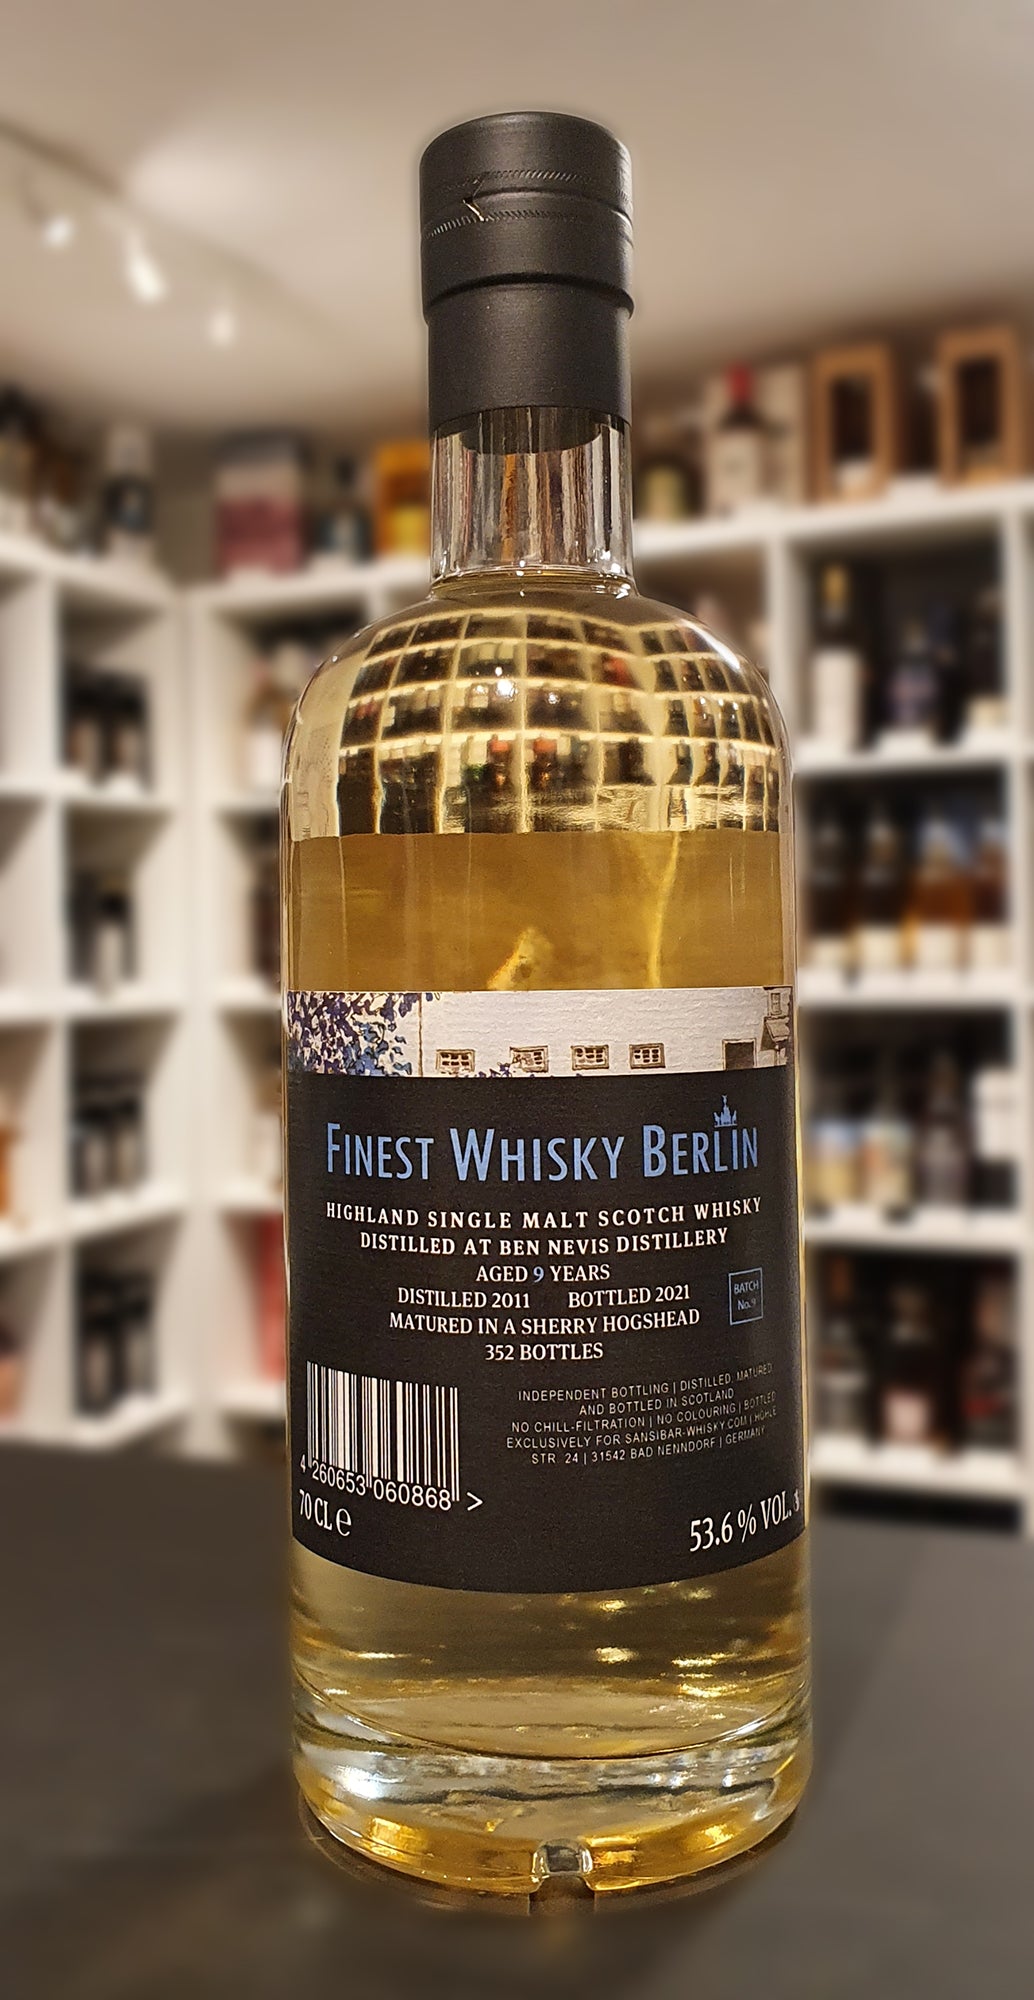 FINEST WHISKY BERLIN
HIGHLAND SINGLE MALT SCOTCH WHISKY
DISTILLED AT BEN NEVIS DISTILLERY
AGED 9 YEARS
DISTILLED 2011 BOTTLED 2021
MATURED IN A SHERRY HOGSHEAD
352 BOTTLES
BATCH
No.9
INDEPENDENT BOTTLING | DISTILLED, MATURED
AND BOTTLED IN SCOTLAND
NO CHILL-FILTRATION | NO COLOURING | BOTTLED
EXCLUSIVELY FOR SANSIBAR-WHISKY.COM | HÖHLE
STR. 24 | 31542 BAD NENNDORF | GERMANY
4 260653 060868 >
70 CL ℮
53.6 % VOL.